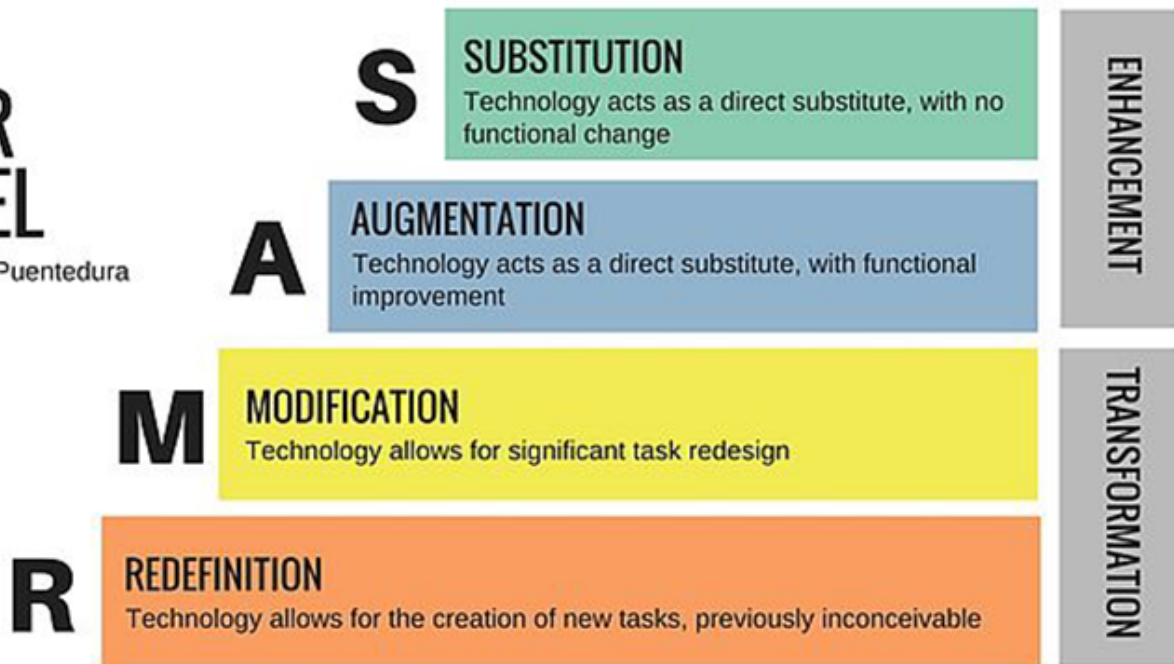 R
EL
Puentedura
S
SUBSTITUTION
Technology acts as a direct substitute, with no
functional change
A
AUGMENTATION
Technology acts as a direct substitute, with functional
improvement
M
MODIFICATION
Technology allows for significant task redesign
R
REDEFINITION
Technology allows for the creation of new tasks, previously inconceivable
ENHANCEMENT
TRANSFORMATION